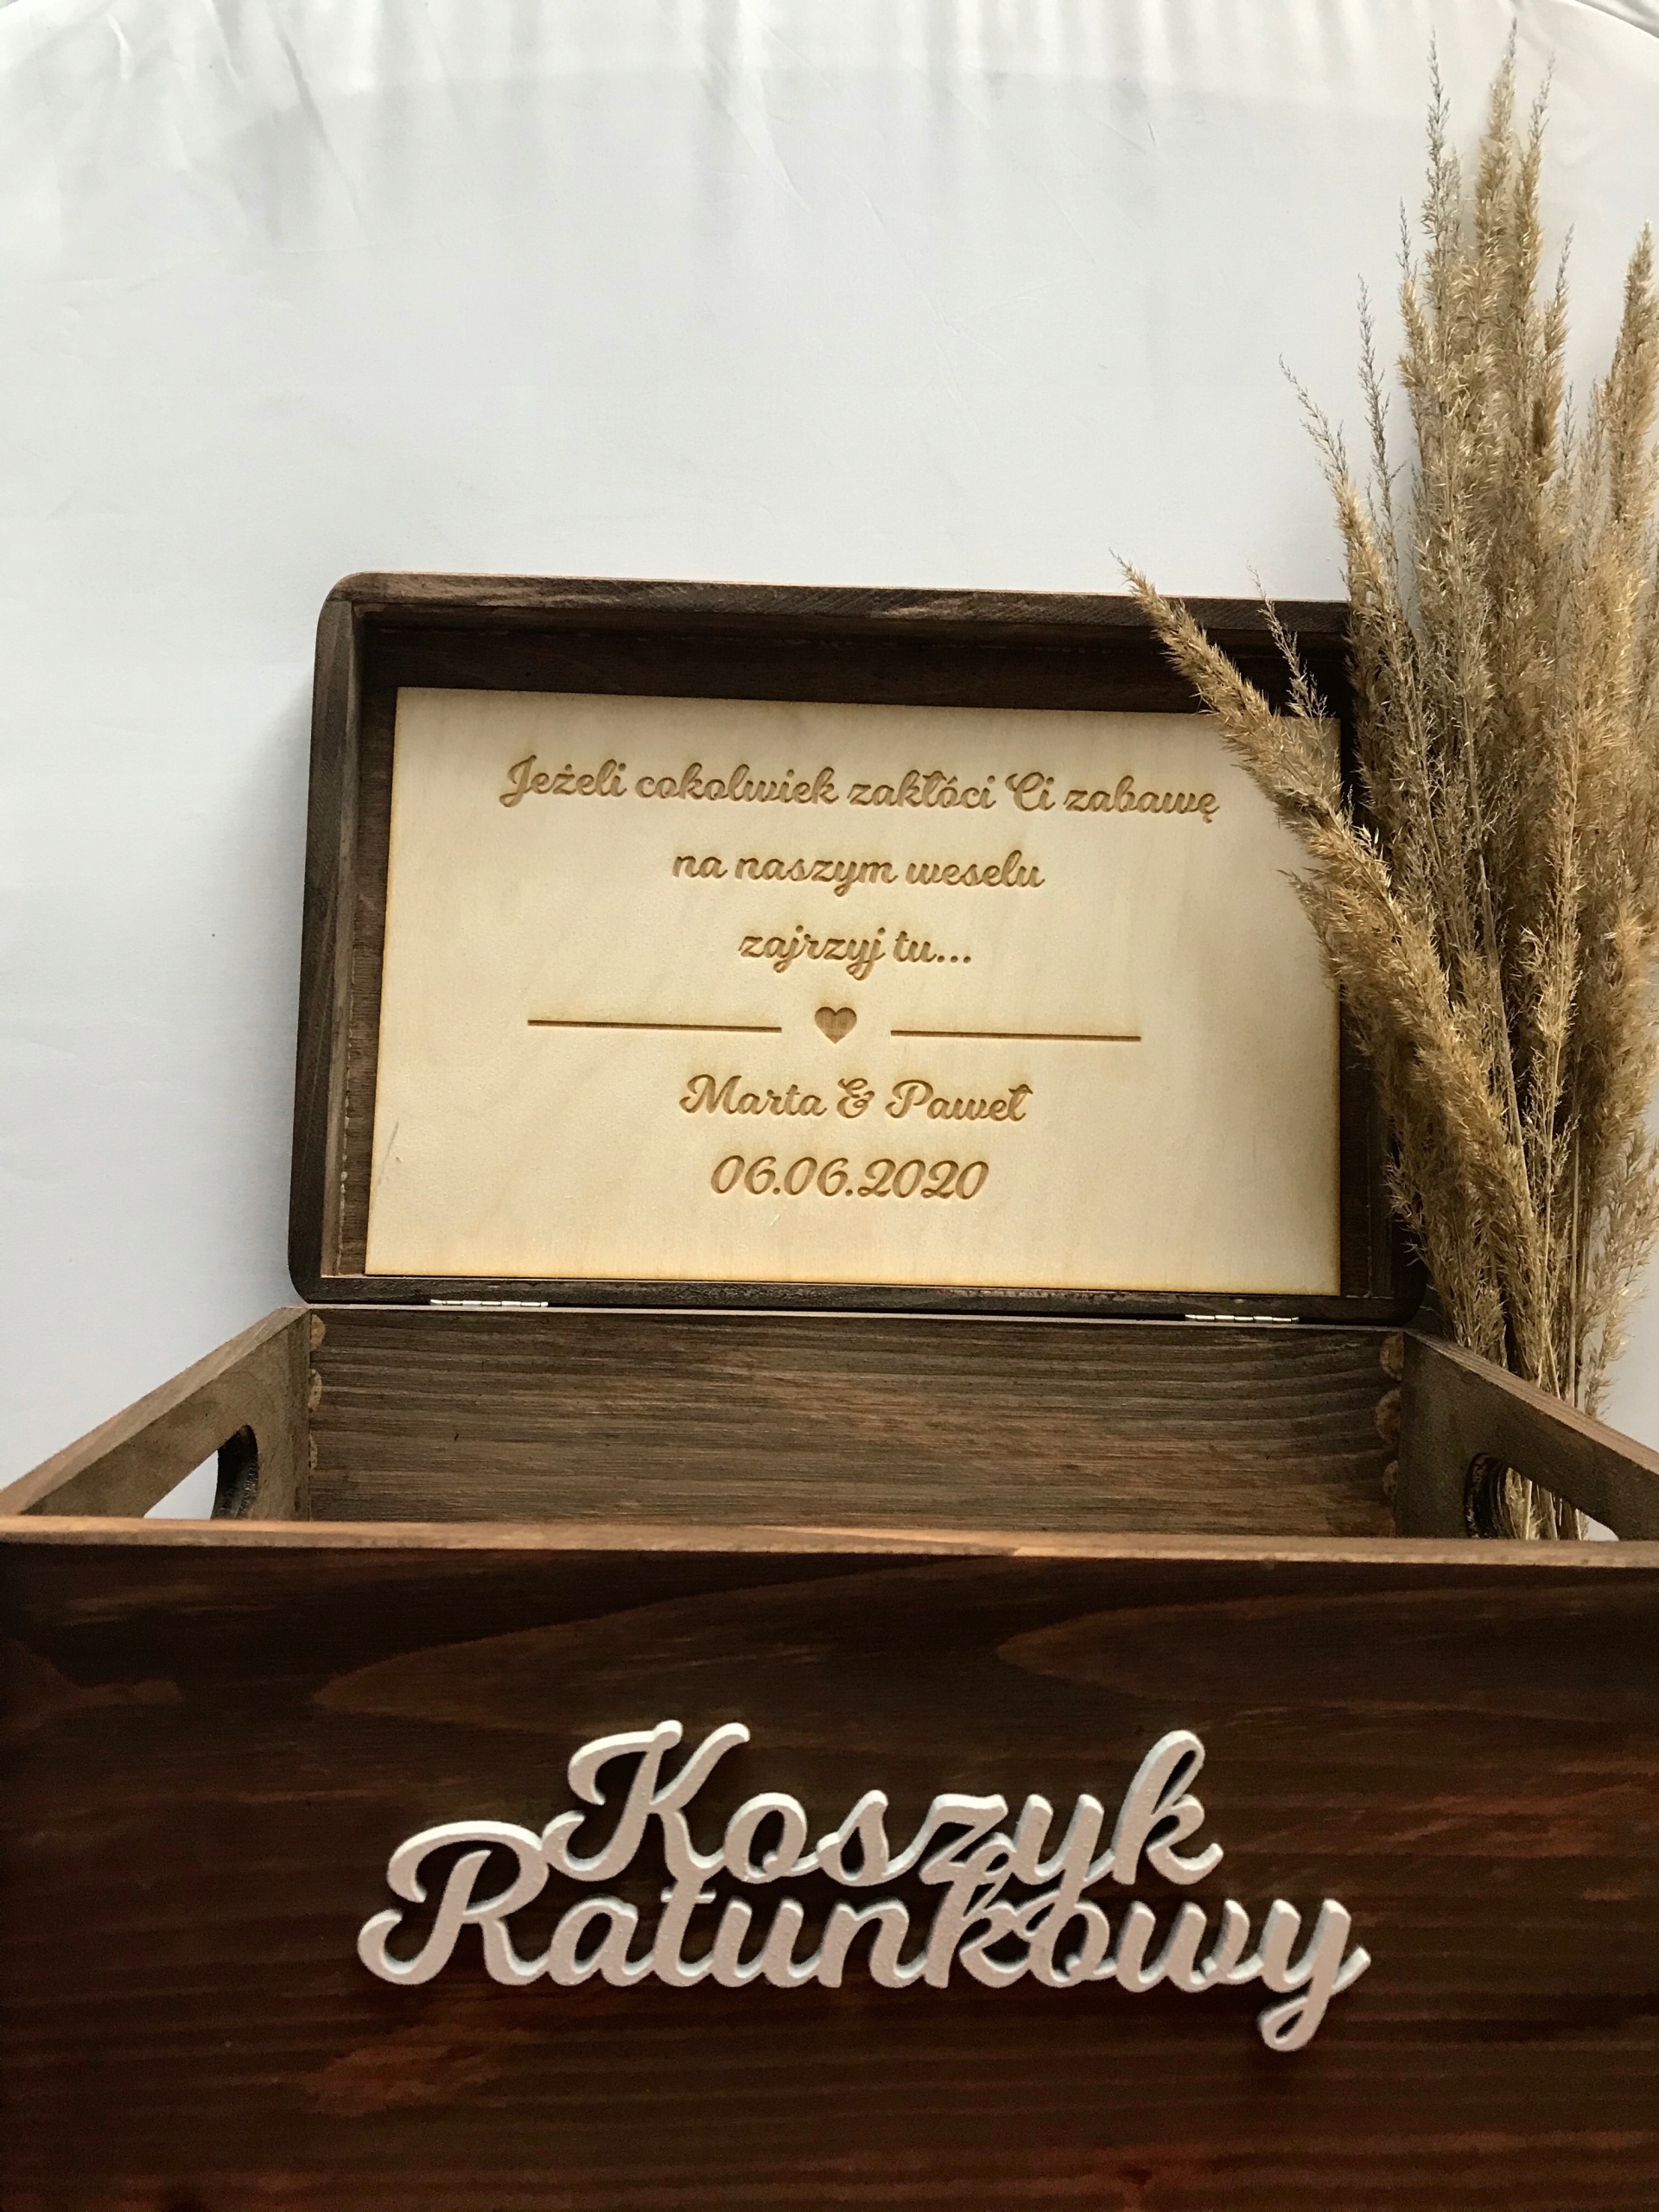 Jeżeli cokolwiek zakłóci Ci zabawę
na naszym weselu
zajrzyj tu...
Marta & Paweł
06.06.2020
Koszyk
Ratunkowy